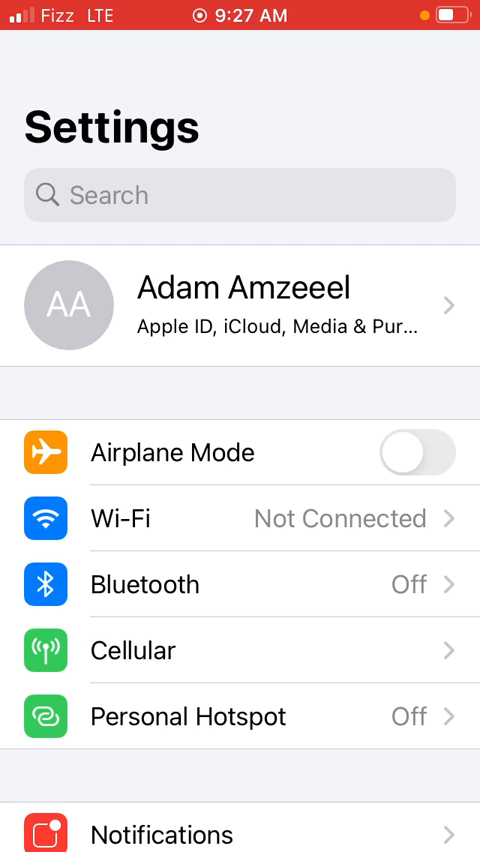 Fizz LTE 9:27 AM
Settings
Search
AA
Adam Amzeeel
Apple ID, iCloud, Media & Pur...
Airplane Mode
Wi-Fi Not Connected
Bluetooth Off
Cellular
Personal Hotspot Off
Notifications